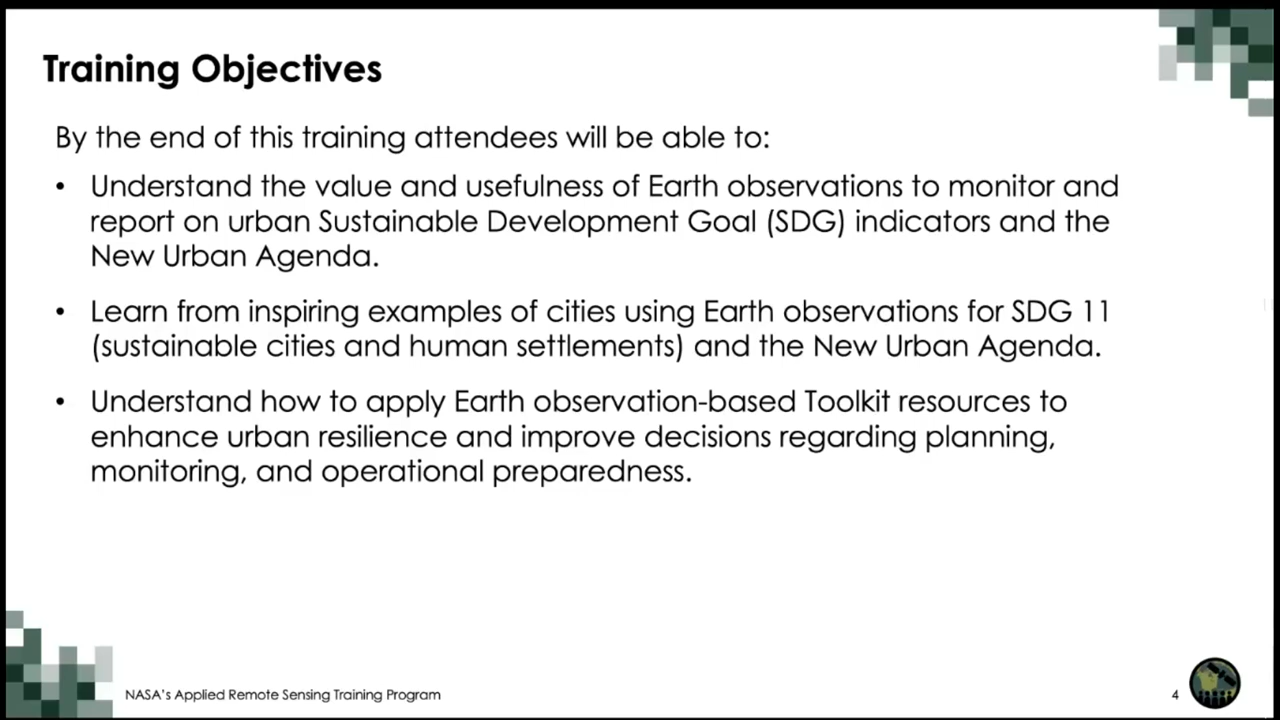 Training Objectives
By the end of this training attendees will be able to:
• Understand the value and usefulness of Earth observations to monitor and
report on urban Sustainable Development Goal (SDG) indicators and the
New Urban Agenda.
• Learn from inspiring examples of cities using Earth observations for SDG 11
(sustainable cities and human settlements) and the New Urban Agenda.
• Understand how to apply Earth observation-based Toolkit resources to
enhance urban resilience and improve decisions regarding planning,
monitoring, and operational preparedness.
NASA's Applied Remote Sensing Training Program
4